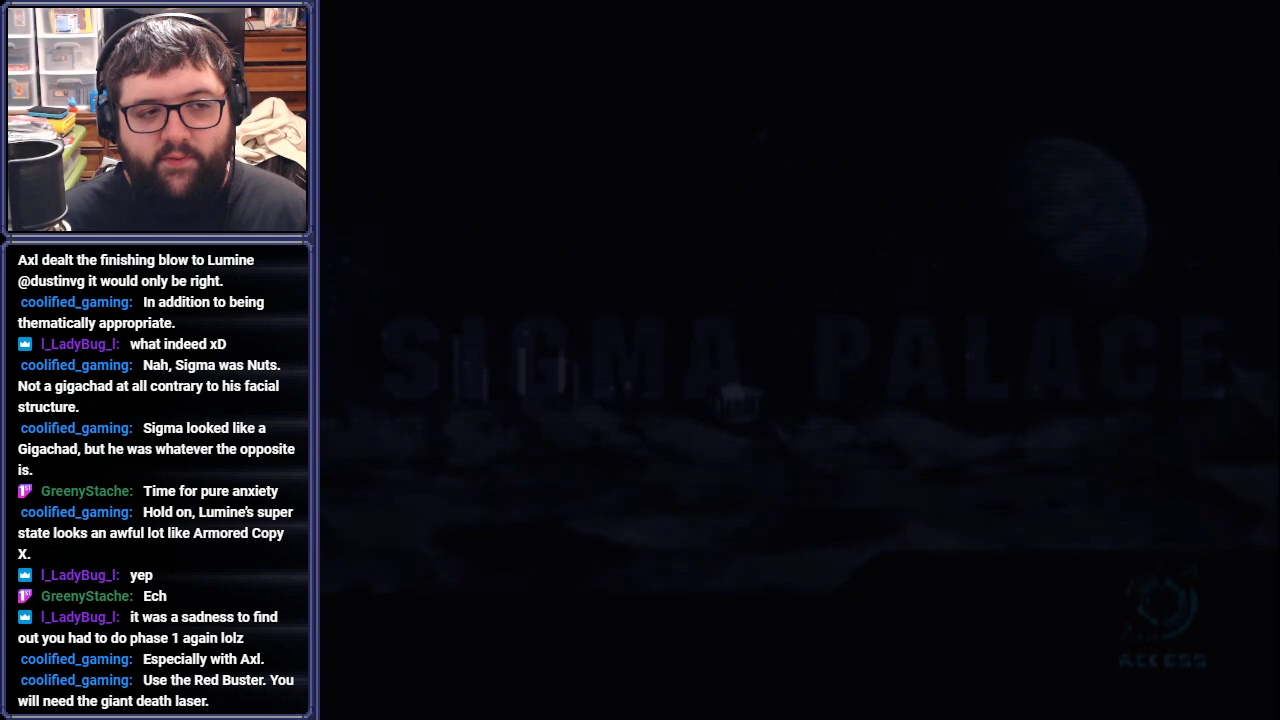 Axl dealt the finishing blow to Lumine
@dustinvg it would only be right.
coolified_gaming: In addition to being
thematically appropriate.
l_LadyBug_l: what indeed xD
coolified_gaming: Nah, Sigma was Nuts.
Not a gigachad at all contrary to his facial
structure.
coolified_gaming: Sigma looked like a
Gigachad, but he was whatever the opposite
is.
GreenyStache: Time for pure anxiety
coolified_gaming: Hold on, Lumine's super
state looks an awful lot like Armored Copy
X.
l_LadyBug_l: yep
GreenyStache: Ech
l_LadyBug_l: it was a sadness to find
out you had to do phase 1 again lolz
coolified_gaming: Especially with Axl.
coolified_gaming: Use the Red Buster. You
will need the giant death laser.
SIGMA PALACE
ACCESS